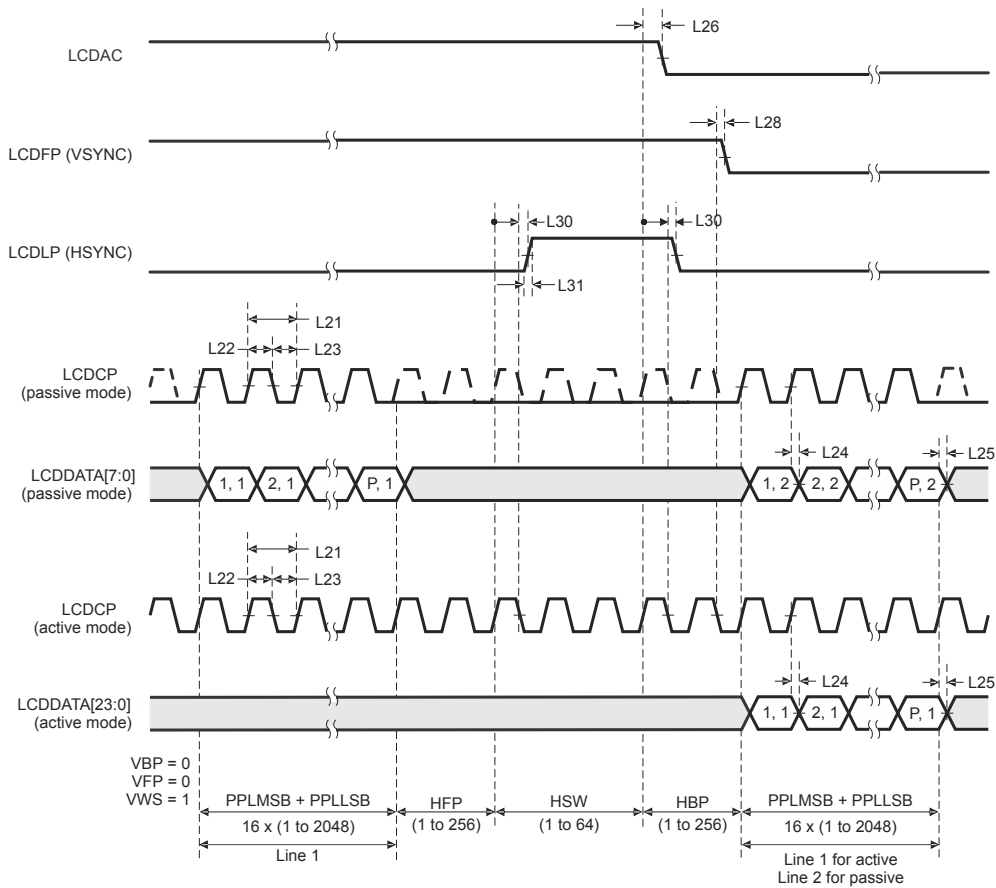 L26
LCDAC
L28
LCDFP (VSYNC)
L30
L30
LCDLP (HSYNC)
L31
L21
L22
L23
LCDCP
(passive mode)
L24
L25
LCDDATA[7:0]
(passive mode)
1, 1
2, 1
P, 1
1, 2
2, 2
P, 2
L21
L22
L23
LCDCP
(active mode)
L24
L25
LCDDATA[23:0]
(active mode)
1, 1
2, 1
P, 1
VBP = 0
VFP = 0
VWS = 1
PPLMSB + PPLLSB
HFP
HSW
HBP
PPLMSB + PPLLSB
16 x (1 to 2048)
(1 to 256)
(1 to 64)
(1 to 256)
16 x (1 to 2048)
Line 1
Line 1 for active
Line 2 for passive